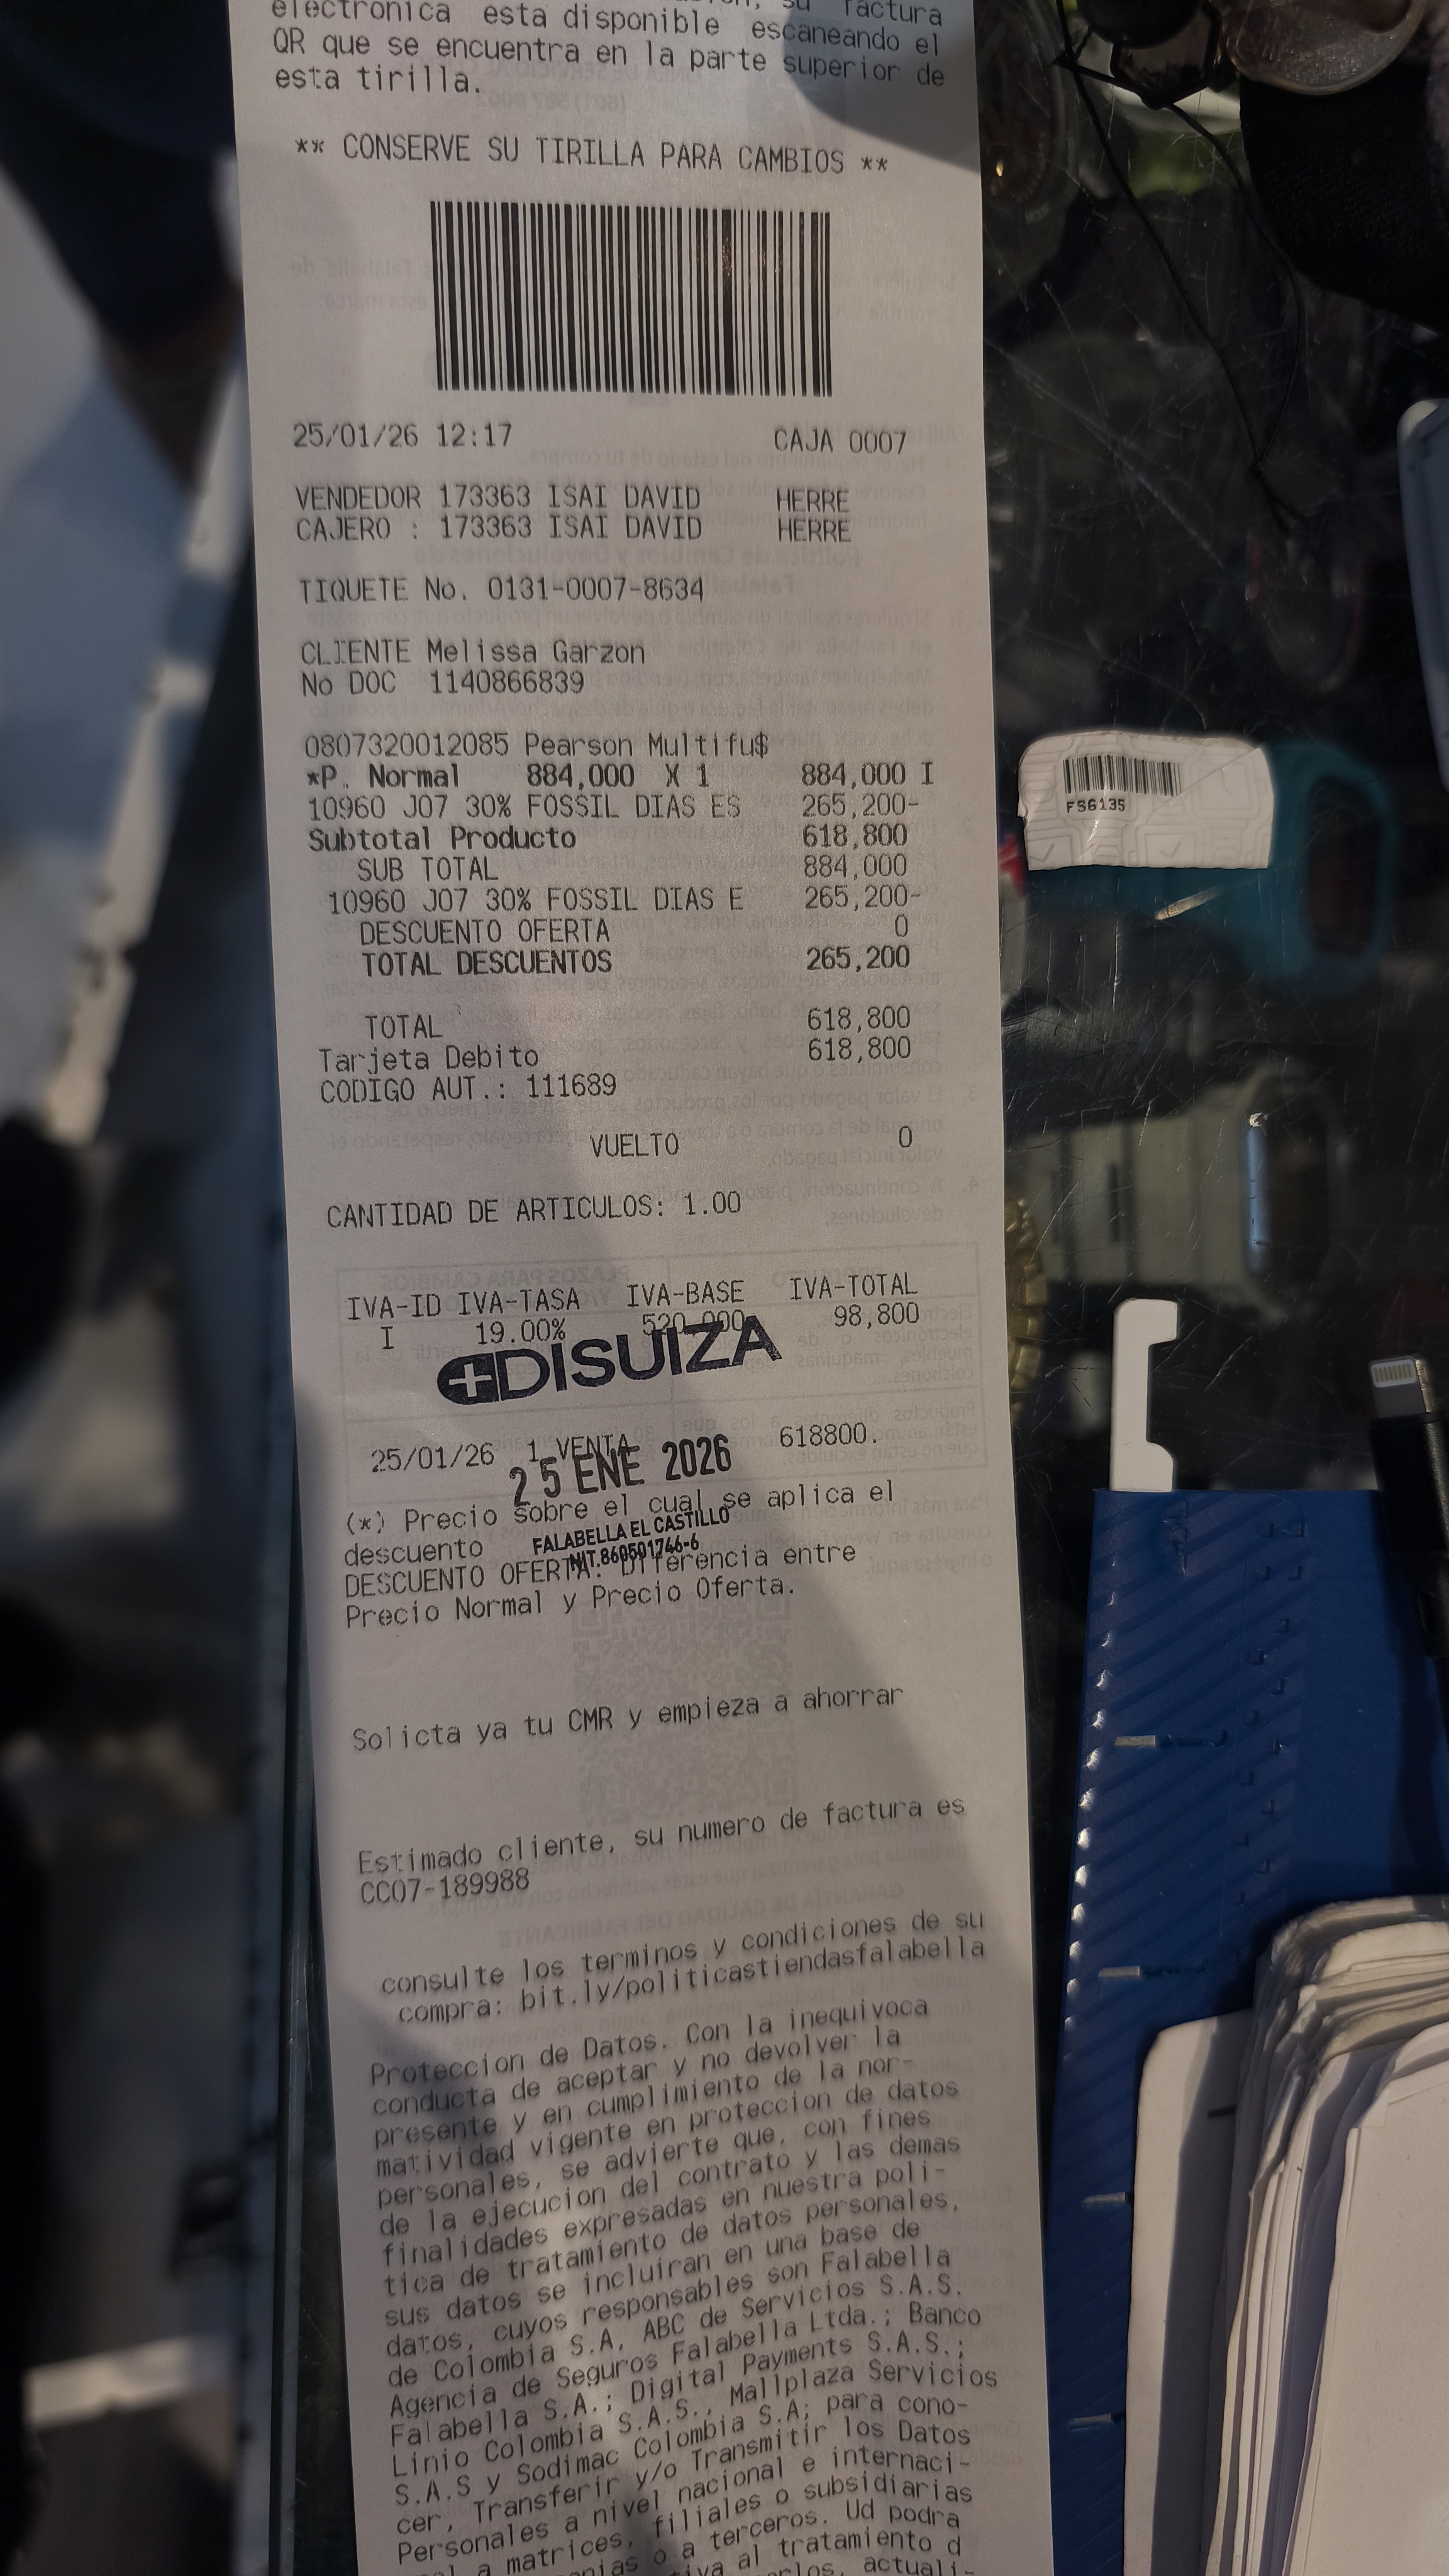 electronica esta disponible escaneando el
QR que se encuentra en la parte superior de
esta tirilla.
** CONSERVE SU TIRILLA PARA CAMBIOS **
25/01/26 12:17 CAJA 0007
VENDEDOR 173363 ISAI DAVID HERRE
CAJERO : 173363 ISAI DAVID HERRE
TIQUETE No. 0131-0007-8634
CLIENTE Melissa Garzon
No DOC 1140866839
0807320012085 Pearson Multifu$
*P. Normal 884,000 X 1 884,000 I
10960 J07 30% FOSSIL DIAS ES 265,200-
Subtotal Producto 618,800
SUB TOTAL 884,000
10960 J07 30% FOSSIL DIAS E 265,200-
DESCUENTO OFERTA 0
TOTAL DESCUENTOS 265,200
TOTAL 618,800
Tarjeta Debito 618,800
CODIGO AUT.: 111689
VUELTO 0
CANTIDAD DE ARTICULOS: 1.00
IVA-ID IVA-TASA IVA-BASE IVA-TOTAL
I 19.00% 520,000 98,800
DISUIZA
25/01/26 1 VENTA 618800.
25 ENE 2026
(*) Precio sobre el cual se aplica el
descuento
FALABELLA EL CASTILLO
NIT.860501746-6
DESCUENTO OFERTA: Diferencia entre
Precio Normal y Precio Oferta.
Solicta ya tu CMR y empieza a ahorrar
Estimado cliente, su numero de factura es
CC07-189988
consulte los terminos y condiciones de su
compra: bit.ly/politicastiendasfalabella
Proteccion de Datos. Con la inequivoca
conducta de aceptar y no devolver la
presente y en cumplimiento de la nor-
matividad vigente en proteccion de datos
personales, se advierte que, con fines
de la ejecucion del contrato y las demas
finalidades expresadas en nuestra poli-
tica de tratamiento de datos personales,
sus datos se incluiran en una base de
datos, cuyos responsables son Falabella
de Colombia S.A, ABC de Servicios S.A.S.
Agencia de Seguros Falabella Ltda.; Banco
Falabella S.A.; Digital Payments S.A.S.;
Linio Colombia S.A.S., Mallplaza Servicios
S.A.S y Sodimac Colombia S.A; para cono-
cer, Transferir y/o Transmitir los Datos
Personales a nivel nacional e internaci-
a matrices, filiales o subsidiarias
o a terceros. Ud podra
al tratamiento d
actuali-
FS6135